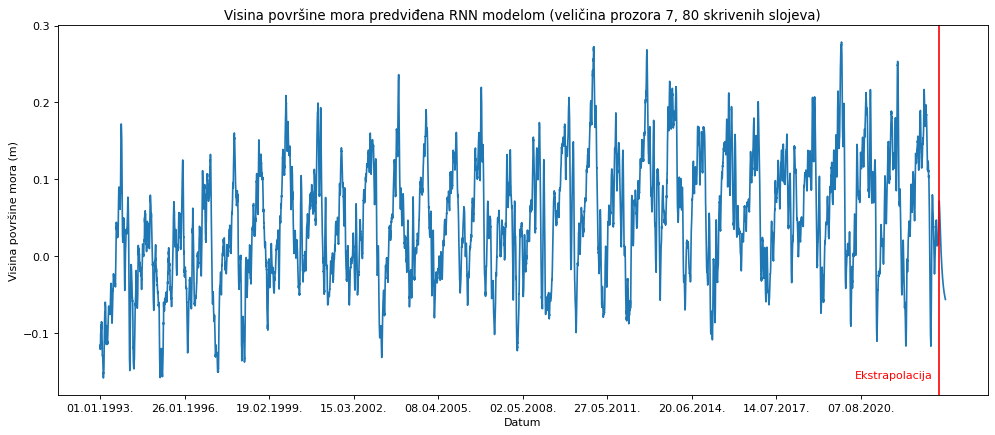 Visina površine mora predviđena RNN modelom (veličina prozora 7, 80 skrivenih slojeva)
Visina površine mora (m)
0.3
0.2
0.1
0.0
−0.1
Ekstrapolacija
01.01.1993. 26.01.1996. 19.02.1999. 15.03.2002. 08.04.2005. 02.05.2008. 27.05.2011. 20.06.2014. 14.07.2017. 07.08.2020.
Datum